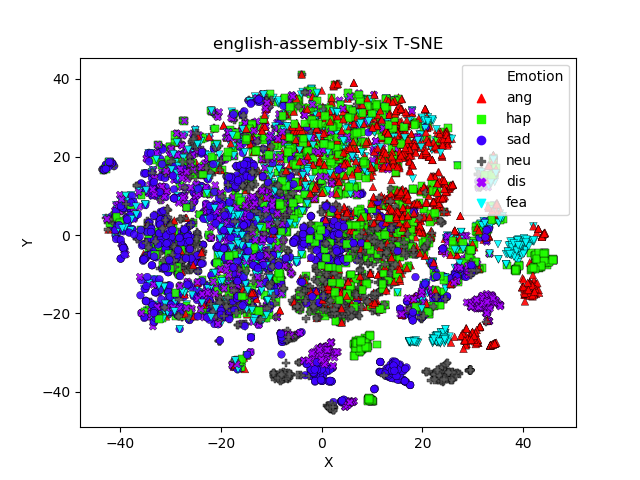 english-assembly-six T-SNE
Emotion
ang
hap
sad
neu
dis
fea
40
20
0
−20
−40
Y
−40
−20
0
20
40
X